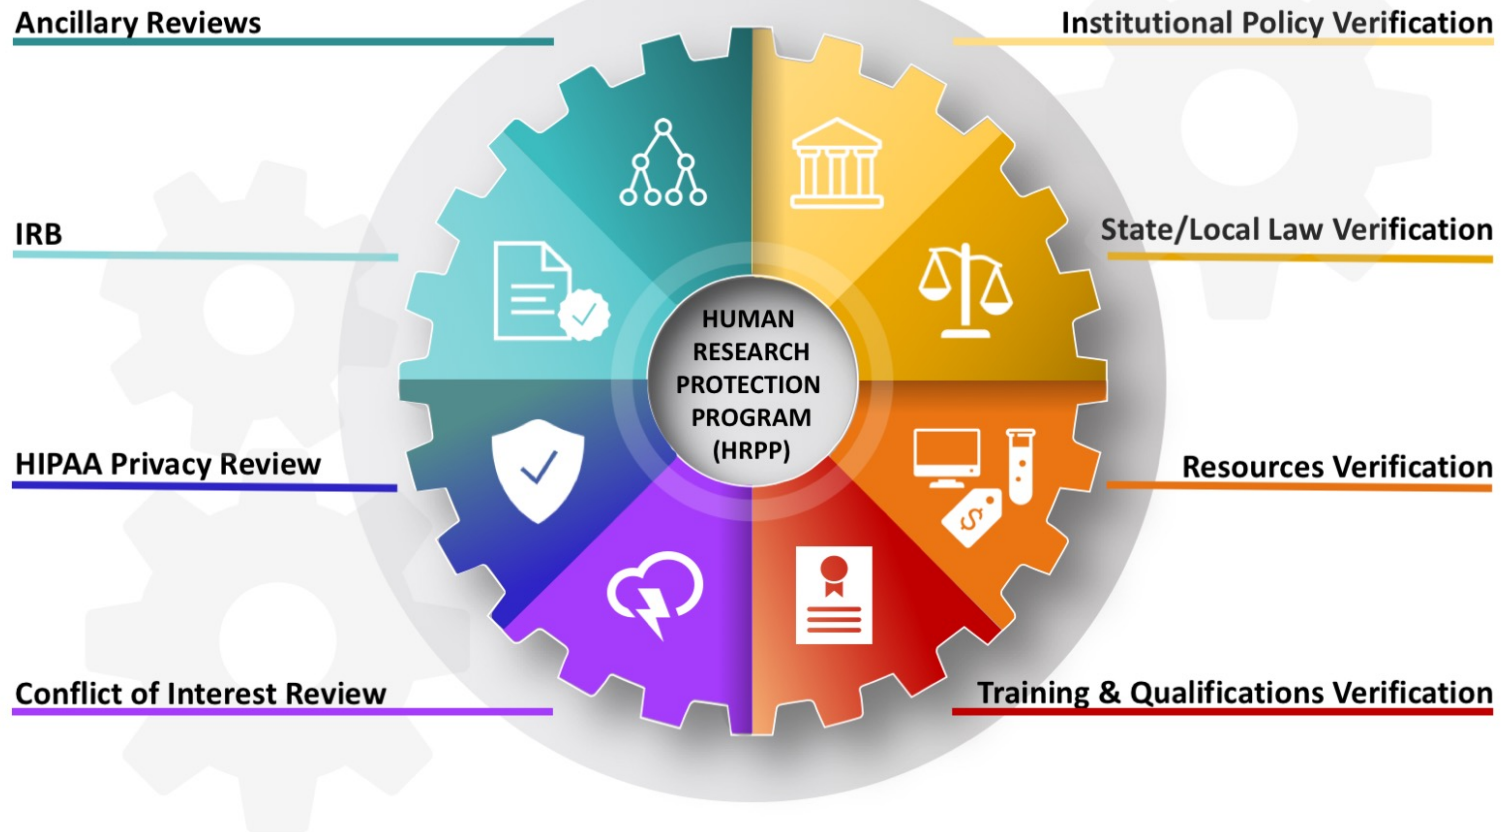 Ancillary Reviews
Institutional Policy Verification
IRB
State/Local Law Verification
HUMAN
RESEARCH
PROTECTION
PROGRAM
(HRPP)
HIPAA Privacy Review
Resources Verification
$
Conflict of Interest Review
Training & Qualifications Verification